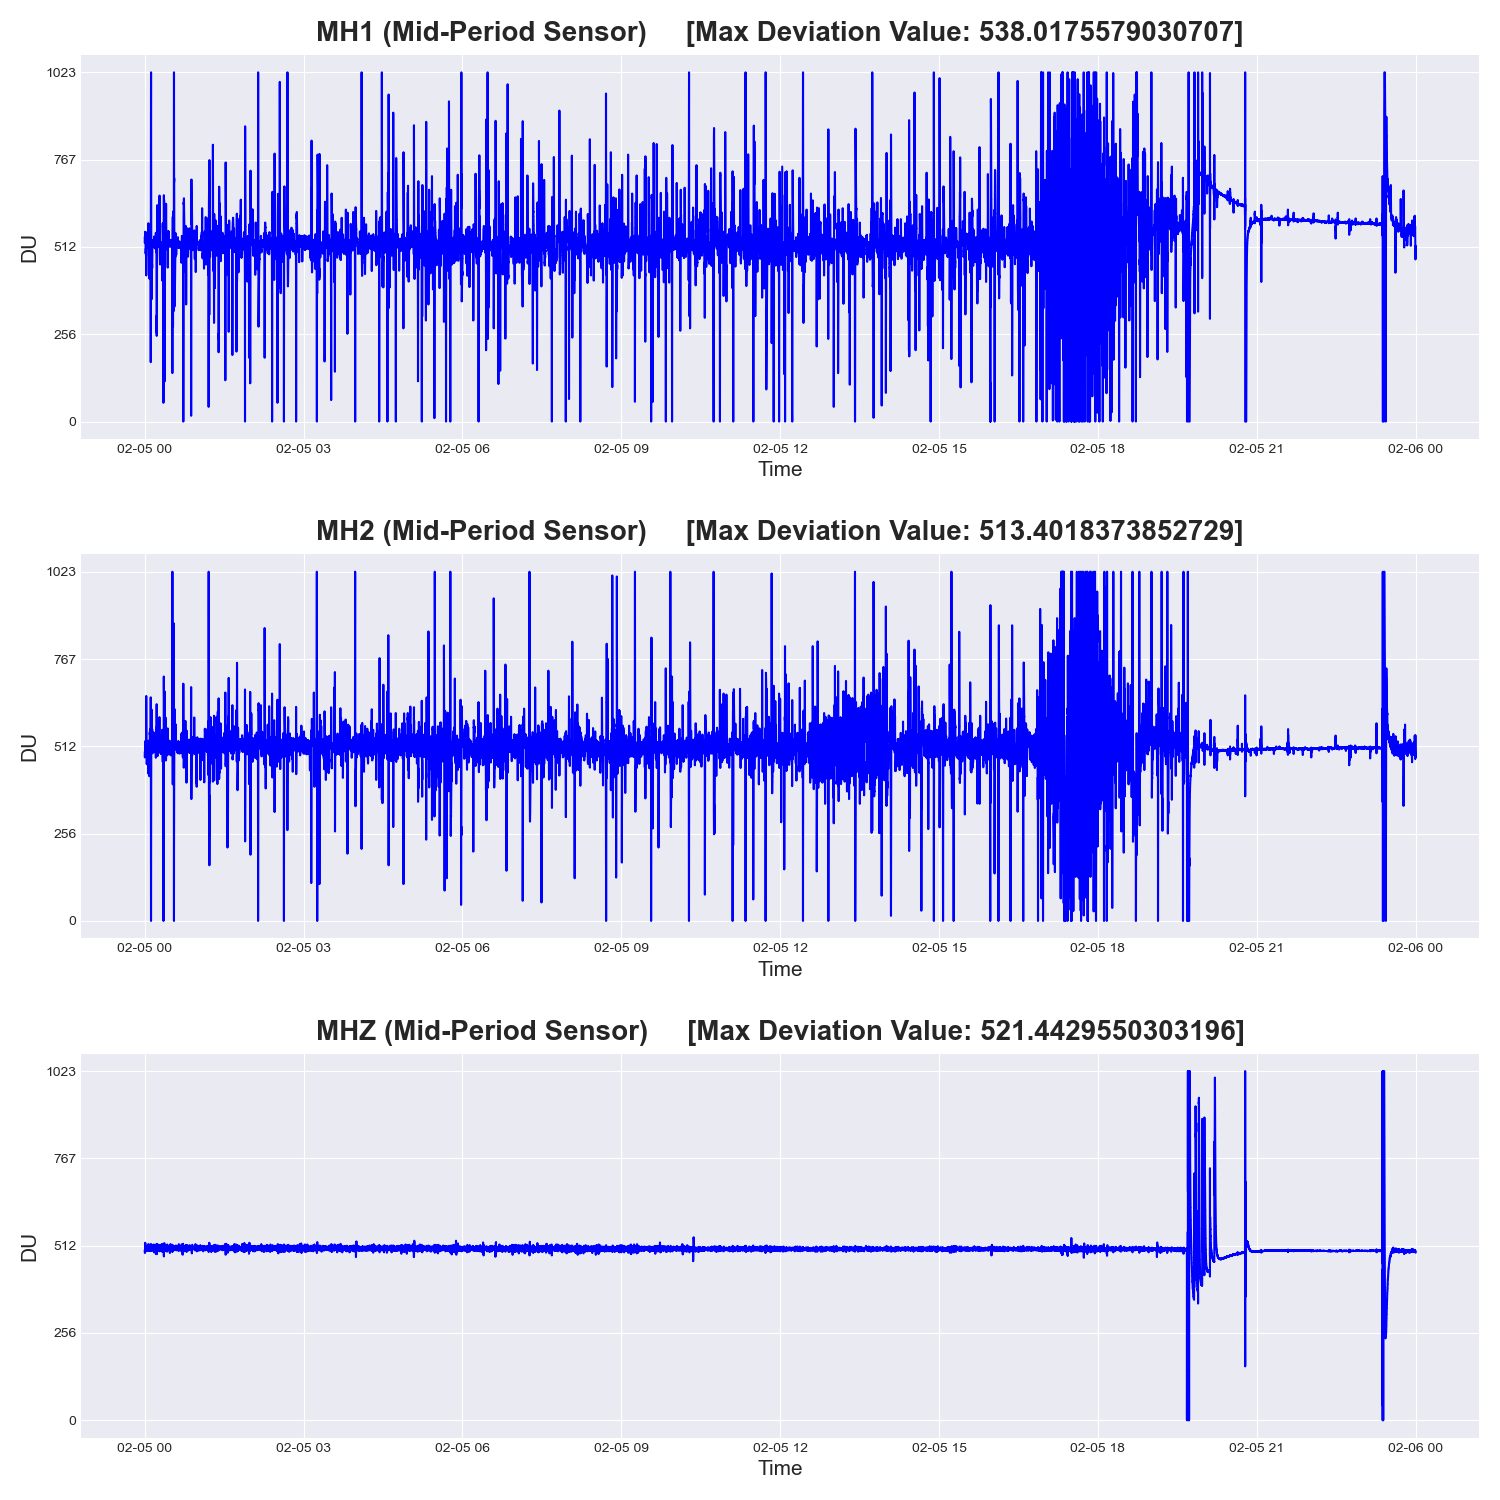 MH1 (Mid-Period Sensor) [Max Deviation Value: 538.0175579030707]
1023
767
512
256
0
DU
02-05 00 02-05 03 02-05 06 02-05 09 02-05 12 02-05 15 02-05 18 02-05 21 02-06 00
Time
MH2 (Mid-Period Sensor) [Max Deviation Value: 513.4018373852729]
1023
767
512
256
0
DU
02-05 00 02-05 03 02-05 06 02-05 09 02-05 12 02-05 15 02-05 18 02-05 21 02-06 00
Time
MHZ (Mid-Period Sensor) [Max Deviation Value: 521.4429550303196]
1023
767
512
256
0
DU
02-05 00 02-05 03 02-05 06 02-05 09 02-05 12 02-05 15 02-05 18 02-05 21 02-06 00
Time